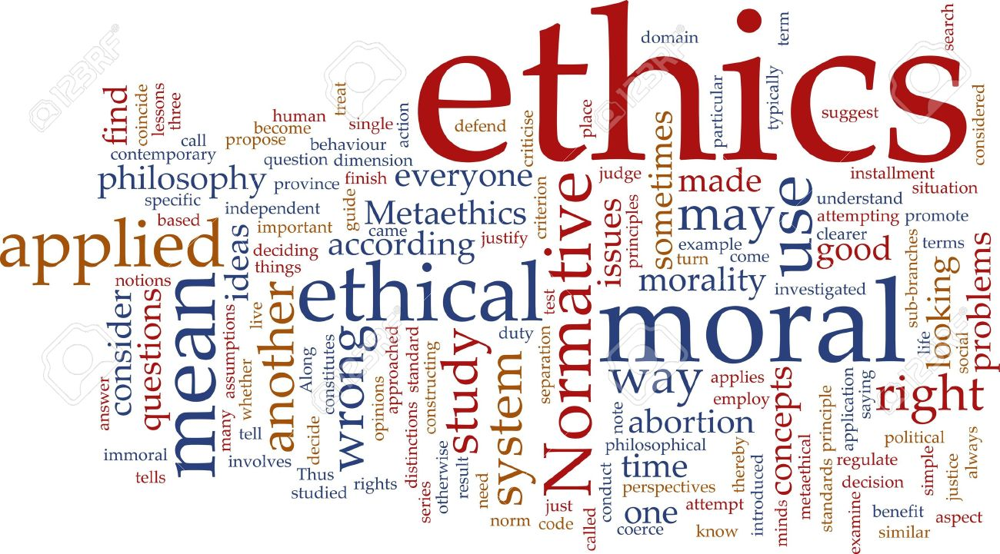 ethics
domain
term
search
find
coincide
lessons
three
treat
human
become
single
action
defend
criticise
place
sometimes
particular
typically
suggest
considered
call
contemporary
propose
behaviour
question
dimension
philosophy
province
finish
everyone
judge
made
installment
situation
specific
based
independent
important
guide
Metaethics
came
criterion
Normative
issues
principles
may
use
understand
attempting
promote
clearer
applied
ideas
deciding
things
according
justify
example
turn
come
good
sub-branches
terms
looking
problems
notions
mean
live
another
ethical
test
morality
investigated
consider
questions
assumptions
whether
many
Along
constitutes
wrong
opinions
approached
standard
distinctions
constructing
study
duty
system
separation
moral
life
social
way
applies
employ
concepts
application
saying
right
answer
tell
decide
note
abortion
philosophical
principle
political
always
immoral
involves
tells
Thus
studied
rights
series
otherwise
result
need
norm
just
code
called
conduct
time
perspectives
thereby
introduced
minds
metaethical
standards
regulate
decision
examine
simple
justice
one
coerce
attempt
know
benefit
similar
aspect
123RF
123RF
123RF
123RF
123RF
123RF
123RF
123RF
123RF